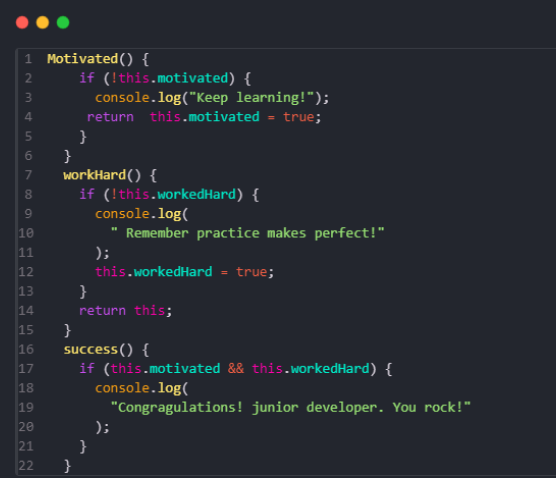 1 Motivated() {
2 if (!this.motivated) {
3 console.log("Keep learning!");
4 return this.motivated = true;
5 }
6 }
7 workHard() {
8 if (!this.workedHard) {
9 console.log(
10 " Remember practice makes perfect!"
11 );
12 this.workedHard = true;
13 }
14 return this;
15 }
16 success() {
17 if (this.motivated && this.workedHard) {
18 console.log(
19 "Congragulations! junior developer. You rock!"
20 );
21 }
22 }